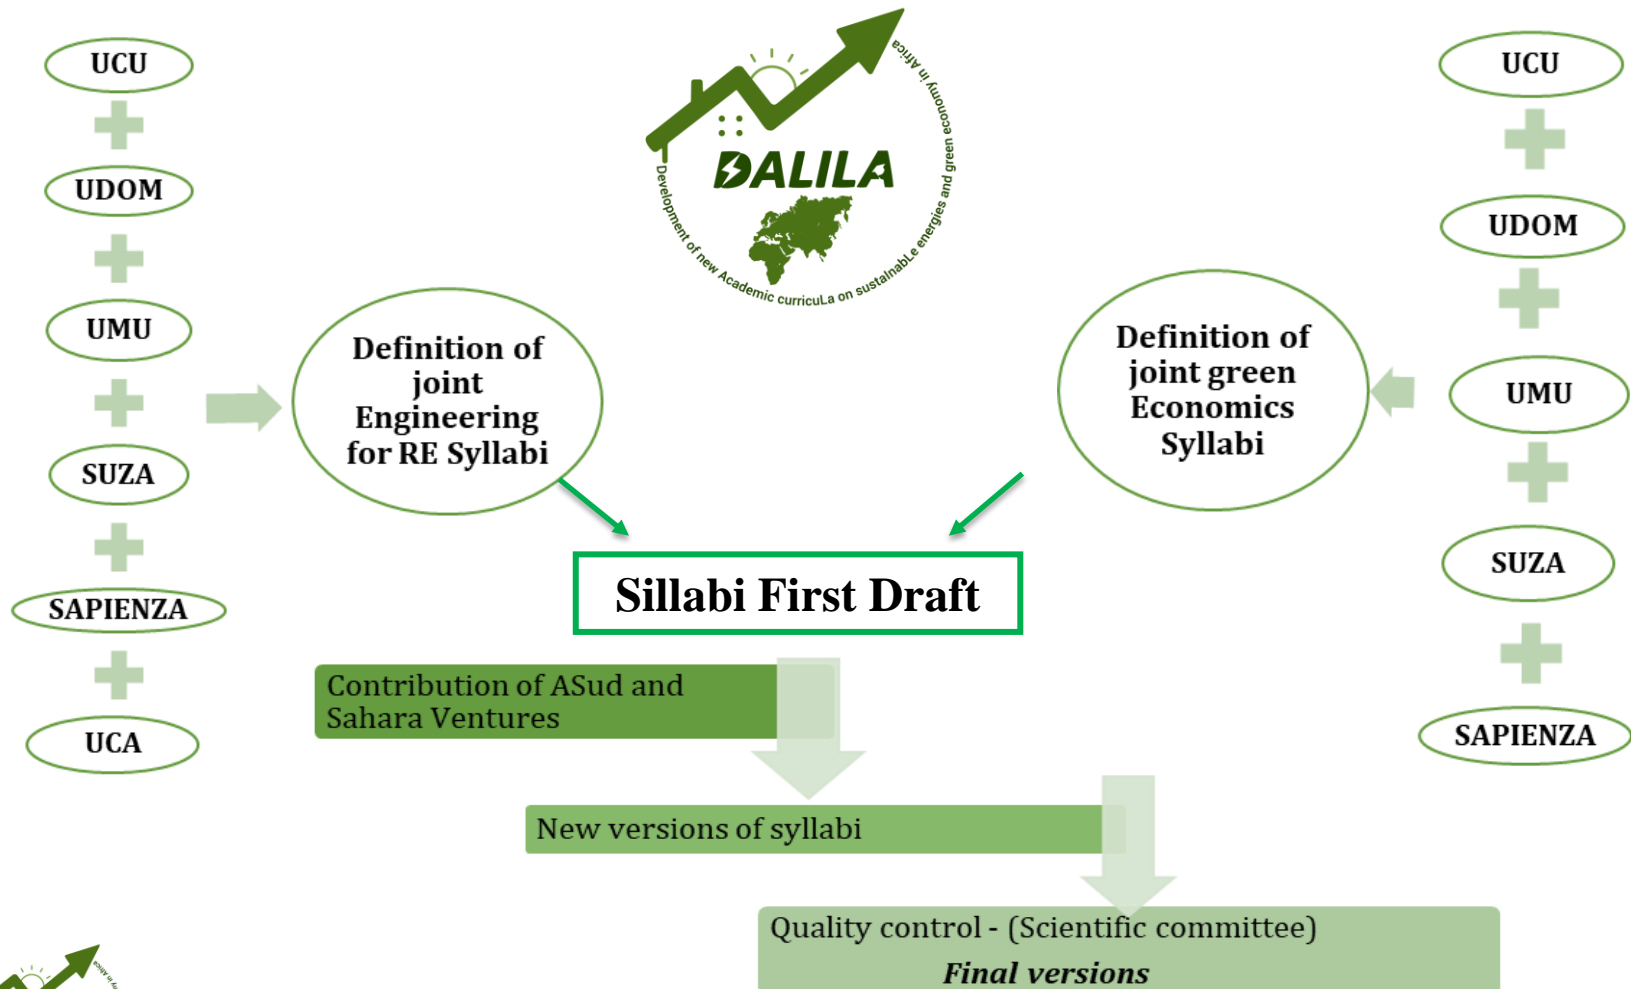 UCU
UDOM
UMU
SUZA
SAPIENZA
UCA
Definition of
joint
Engineering
for RE Syllabi
DALILA
Development of new Academic curricuLa on sustaInabLe energies and green economy in Africa
Definition of
joint green
Economics
Syllabi
UCU
UDOM
UMU
SUZA
SAPIENZA
Sillabi First Draft
Contribution of ASud and
Sahara Ventures
New versions of syllabi
Quality control - (Scientific committee)
Final versions